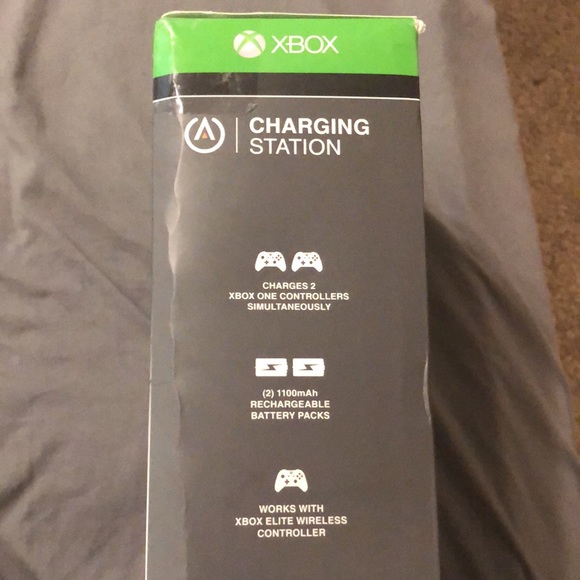 XBOX
CHARGING
STATION
CHARGES 2
XBOX ONE CONTROLLERS
SIMULTANEOUSLY
(2) 1100mAh
RECHARGEABLE
BATTERY PACKS
WORKS WITH
XBOX ELITE WIRELESS
CONTROLLER